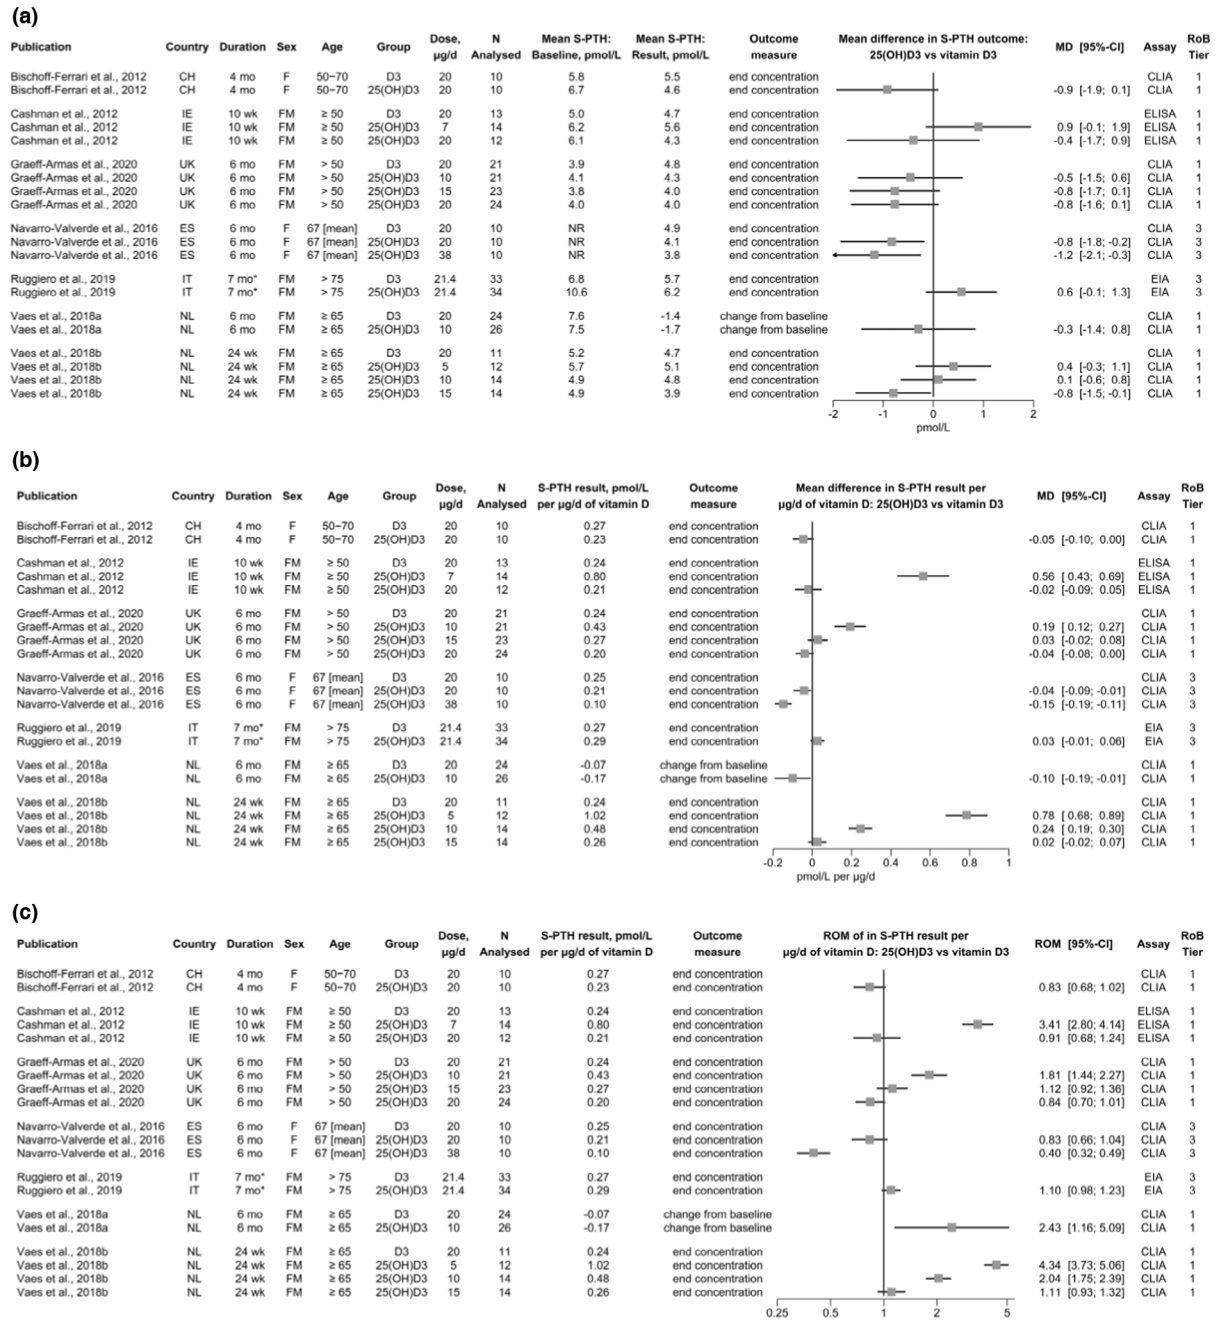 (a)
Publication Country Duration Sex Age Group Dose, µg/d N Analysed Mean S-PTH: Baseline, pmol/L Mean S-PTH: Result, pmol/L Outcome measure Mean difference in S-PTH outcome: 25(OH)D3 vs vitamin D3 MD [95%-CI] Assay RoB Tier
Bischoff-Ferrari et al., 2012 CH 4 mo F 50−70 D3 20 10 5.8 5.5 end concentration CLIA 1
Bischoff-Ferrari et al., 2012 CH 4 mo F 50−70 25(OH)D3 20 10 6.7 4.6 end concentration -0.9 [-1.9; 0.1] CLIA 1
Cashman et al., 2012 IE 10 wk FM ≥ 50 D3 20 13 5.0 4.7 end concentration ELISA 1
Cashman et al., 2012 IE 10 wk FM ≥ 50 25(OH)D3 7 14 6.2 5.6 end concentration 0.9 [-0.1; 1.9] ELISA 1
Cashman et al., 2012 IE 10 wk FM ≥ 50 25(OH)D3 20 12 6.1 4.3 end concentration -0.4 [-1.7; 0.9] ELISA 1
Graeff-Armas et al., 2020 UK 6 mo FM > 50 D3 20 21 3.9 4.8 end concentration CLIA 1
Graeff-Armas et al., 2020 UK 6 mo FM > 50 25(OH)D3 10 21 4.1 4.3 end concentration -0.5 [-1.5; 0.6] CLIA 1
Graeff-Armas et al., 2020 UK 6 mo FM > 50 25(OH)D3 15 23 3.8 4.0 end concentration -0.8 [-1.7; 0.1] CLIA 1
Graeff-Armas et al., 2020 UK 6 mo FM > 50 25(OH)D3 20 24 4.0 4.0 end concentration -0.8 [-1.6; 0.1] CLIA 1
Navarro-Valverde et al., 2016 ES 6 mo F 67 [mean] D3 20 10 NR 4.9 end concentration CLIA 3
Navarro-Valverde et al., 2016 ES 6 mo F 67 [mean] 25(OH)D3 20 10 NR 4.1 end concentration -0.8 [-1.8; -0.2] CLIA 3
Navarro-Valverde et al., 2016 ES 6 mo F 67 [mean] 25(OH)D3 38 10 NR 3.8 end concentration -1.2 [-2.1; -0.3] CLIA 3
Ruggiero et al., 2019 IT 7 mo* FM > 75 D3 21.4 33 6.8 5.7 end concentration EIA 3
Ruggiero et al., 2019 IT 7 mo* FM > 75 25(OH)D3 21.4 34 10.6 6.2 end concentration 0.6 [-0.1; 1.3] EIA 3
Vaes et al., 2018a NL 6 mo FM ≥ 65 D3 20 24 7.6 -1.4 change from baseline CLIA 1
Vaes et al., 2018a NL 6 mo FM ≥ 65 25(OH)D3 10 26 7.5 -1.7 change from baseline -0.3 [-1.4; 0.8] CLIA 1
Vaes et al., 2018b NL 24 wk FM ≥ 65 D3 20 11 5.2 4.7 end concentration CLIA 1
Vaes et al., 2018b NL 24 wk FM ≥ 65 25(OH)D3 5 12 5.7 5.1 end concentration 0.4 [-0.3; 1.1] CLIA 1
Vaes et al., 2018b NL 24 wk FM ≥ 65 25(OH)D3 10 14 4.9 4.8 end concentration 0.1 [-0.6; 0.8] CLIA 1
Vaes et al., 2018b NL 24 wk FM ≥ 65 25(OH)D3 15 14 4.9 3.9 end concentration -0.8 [-1.5; -0.1] CLIA 1
-2 -1 0 1 2
pmol/L
(b)
Publication Country Duration Sex Age Group Dose, µg/d N Analysed S-PTH result, pmol/L per µg/d of vitamin D Outcome measure Mean difference in S-PTH result per µg/d of vitamin D: 25(OH)D3 vs vitamin D3 MD [95%-CI] Assay RoB Tier
Bischoff-Ferrari et al., 2012 CH 4 mo F 50−70 D3 20 10 0.27 end concentration CLIA 1
Bischoff-Ferrari et al., 2012 CH 4 mo F 50−70 25(OH)D3 20 10 0.23 end concentration -0.05 [-0.10; 0.00] CLIA 1
Cashman et al., 2012 IE 10 wk FM ≥ 50 D3 20 13 0.24 end concentration ELISA 1
Cashman et al., 2012 IE 10 wk FM ≥ 50 25(OH)D3 7 14 0.80 end concentration 0.56 [0.43; 0.69] ELISA 1
Cashman et al., 2012 IE 10 wk FM ≥ 50 25(OH)D3 20 12 0.21 end concentration -0.02 [-0.09; 0.05] ELISA 1
Graeff-Armas et al., 2020 UK 6 mo FM > 50 D3 20 21 0.24 end concentration CLIA 1
Graeff-Armas et al., 2020 UK 6 mo FM > 50 25(OH)D3 10 21 0.43 end concentration 0.19 [0.12; 0.27] CLIA 1
Graeff-Armas et al., 2020 UK 6 mo FM > 50 25(OH)D3 15 23 0.27 end concentration 0.03 [-0.02; 0.08] CLIA 1
Graeff-Armas et al., 2020 UK 6 mo FM > 50 25(OH)D3 20 24 0.20 end concentration -0.04 [-0.08; 0.00] CLIA 1
Navarro-Valverde et al., 2016 ES 6 mo F 67 [mean] D3 20 10 0.25 end concentration CLIA 3
Navarro-Valverde et al., 2016 ES 6 mo F 67 [mean] 25(OH)D3 20 10 0.21 end concentration -0.04 [-0.09; -0.01] CLIA 3
Navarro-Valverde et al., 2016 ES 6 mo F 67 [mean] 25(OH)D3 38 10 0.10 end concentration -0.15 [-0.19; -0.11] CLIA 3
Ruggiero et al., 2019 IT 7 mo* FM > 75 D3 21.4 33 0.27 end concentration EIA 3
Ruggiero et al., 2019 IT 7 mo* FM > 75 25(OH)D3 21.4 34 0.29 end concentration 0.03 [-0.01; 0.06] EIA 3
Vaes et al., 2018a NL 6 mo FM ≥ 65 D3 20 24 -0.07 change from baseline CLIA 1
Vaes et al., 2018a NL 6 mo FM ≥ 65 25(OH)D3 10 26 -0.17 change from baseline -0.10 [-0.19; -0.01] CLIA 1
Vaes et al., 2018b NL 24 wk FM ≥ 65 D3 20 11 0.24 end concentration CLIA 1
Vaes et al., 2018b NL 24 wk FM ≥ 65 25(OH)D3 5 12 1.02 end concentration 0.78 [0.68; 0.89] CLIA 1
Vaes et al., 2018b NL 24 wk FM ≥ 65 25(OH)D3 10 14 0.48 end concentration 0.24 [0.19; 0.30] CLIA 1
Vaes et al., 2018b NL 24 wk FM ≥ 65 25(OH)D3 15 14 0.26 end concentration 0.02 [-0.02; 0.07] CLIA 1
-0.2 0 0.2 0.4 0.6 0.8 1
pmol/L per µg/d
(c)
Publication Country Duration Sex Age Group Dose, µg/d N Analysed S-PTH result, pmol/L per µg/d of vitamin D Outcome measure ROM of in S-PTH result per µg/d of vitamin D: 25(OH)D3 vs vitamin D3 ROM [95%-CI] Assay RoB Tier
Bischoff-Ferrari et al., 2012 CH 4 mo F 50−70 D3 20 10 0.27 end concentration CLIA 1
Bischoff-Ferrari et al., 2012 CH 4 mo F 50−70 25(OH)D3 20 10 0.23 end concentration 0.83 [0.68; 1.02] CLIA 1
Cashman et al., 2012 IE 10 wk FM ≥ 50 D3 20 13 0.24 end concentration ELISA 1
Cashman et al., 2012 IE 10 wk FM ≥ 50 25(OH)D3 7 14 0.80 end concentration 3.41 [2.80; 4.14] ELISA 1
Cashman et al., 2012 IE 10 wk FM ≥ 50 25(OH)D3 20 12 0.21 end concentration 0.91 [0.68; 1.24] ELISA 1
Graeff-Armas et al., 2020 UK 6 mo FM > 50 D3 20 21 0.24 end concentration CLIA 1
Graeff-Armas et al., 2020 UK 6 mo FM > 50 25(OH)D3 10 21 0.43 end concentration 1.81 [1.44; 2.27] CLIA 1
Graeff-Armas et al., 2020 UK 6 mo FM > 50 25(OH)D3 15 23 0.27 end concentration 1.12 [0.92; 1.36] CLIA 1
Graeff-Armas et al., 2020 UK 6 mo FM > 50 25(OH)D3 20 24 0.20 end concentration 0.84 [0.70; 1.01] CLIA 1
Navarro-Valverde et al., 2016 ES 6 mo F 67 [mean] D3 20 10 0.25 end concentration CLIA 3
Navarro-Valverde et al., 2016 ES 6 mo F 67 [mean] 25(OH)D3 20 10 0.21 end concentration 0.83 [0.66; 1.04] CLIA 3
Navarro-Valverde et al., 2016 ES 6 mo F 67 [mean] 25(OH)D3 38 10 0.10 end concentration 0.40 [0.32; 0.49] CLIA 3
Ruggiero et al., 2019 IT 7 mo* FM > 75 D3 21.4 33 0.27 end concentration EIA 3
Ruggiero et al., 2019 IT 7 mo* FM > 75 25(OH)D3 21.4 34 0.29 end concentration 1.10 [0.98; 1.23] EIA 3
Vaes et al., 2018a NL 6 mo FM ≥ 65 D3 20 24 -0.07 change from baseline CLIA 1
Vaes et al., 2018a NL 6 mo FM ≥ 65 25(OH)D3 10 26 -0.17 change from baseline 2.43 [1.16; 5.09] CLIA 1
Vaes et al., 2018b NL 24 wk FM ≥ 65 D3 20 11 0.24 end concentration CLIA 1
Vaes et al., 2018b NL 24 wk FM ≥ 65 25(OH)D3 5 12 1.02 end concentration 4.34 [3.73; 5.06] CLIA 1
Vaes et al., 2018b NL 24 wk FM ≥ 65 25(OH)D3 10 14 0.48 end concentration 2.04 [1.75; 2.39] CLIA 1
Vaes et al., 2018b NL 24 wk FM ≥ 65 25(OH)D3 15 14 0.26 end concentration 1.11 [0.93; 1.32] CLIA 1
0.25 0.5 1 2 5